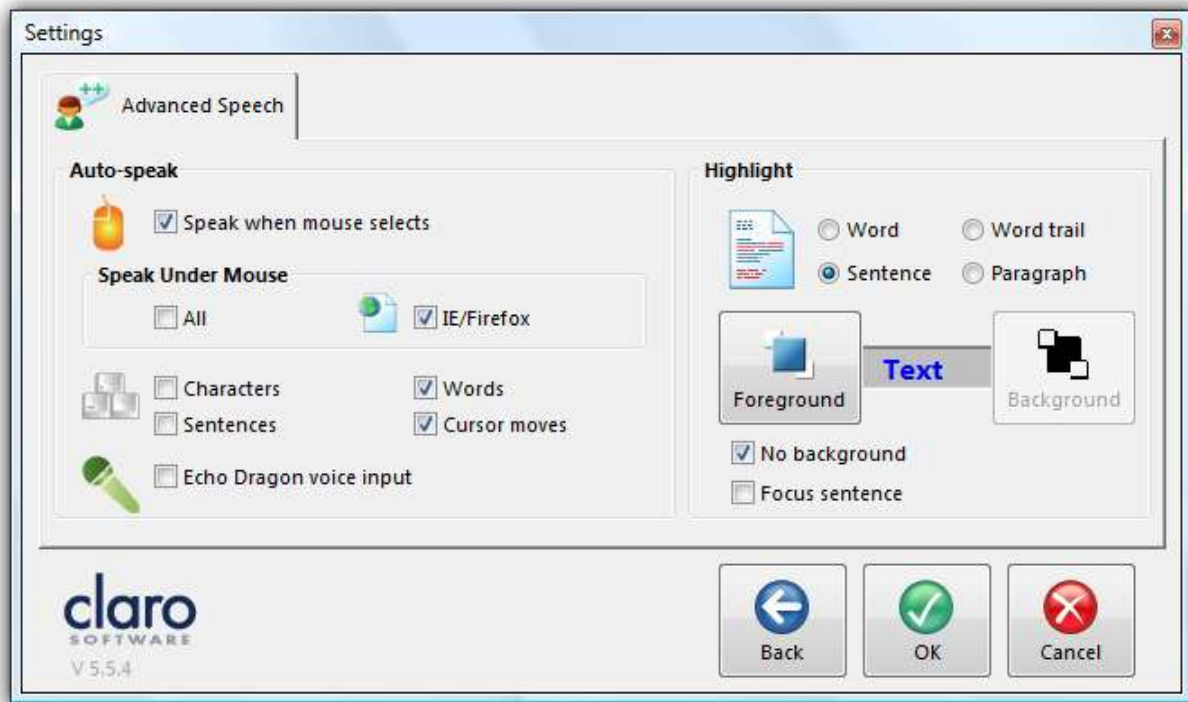 Settings
Advanced Speech
Auto-speak
Speak when mouse selects
Speak Under Mouse
All
IE/Firefox
Characters
Words
Sentences
Cursor moves
Echo Dragon voice input
Highlight
Word
Word trail
Sentence
Paragraph
Foreground
Text
Background
No background
Focus sentence
claro
SOFTWARE
V 5.5.4
Back
OK
Cancel